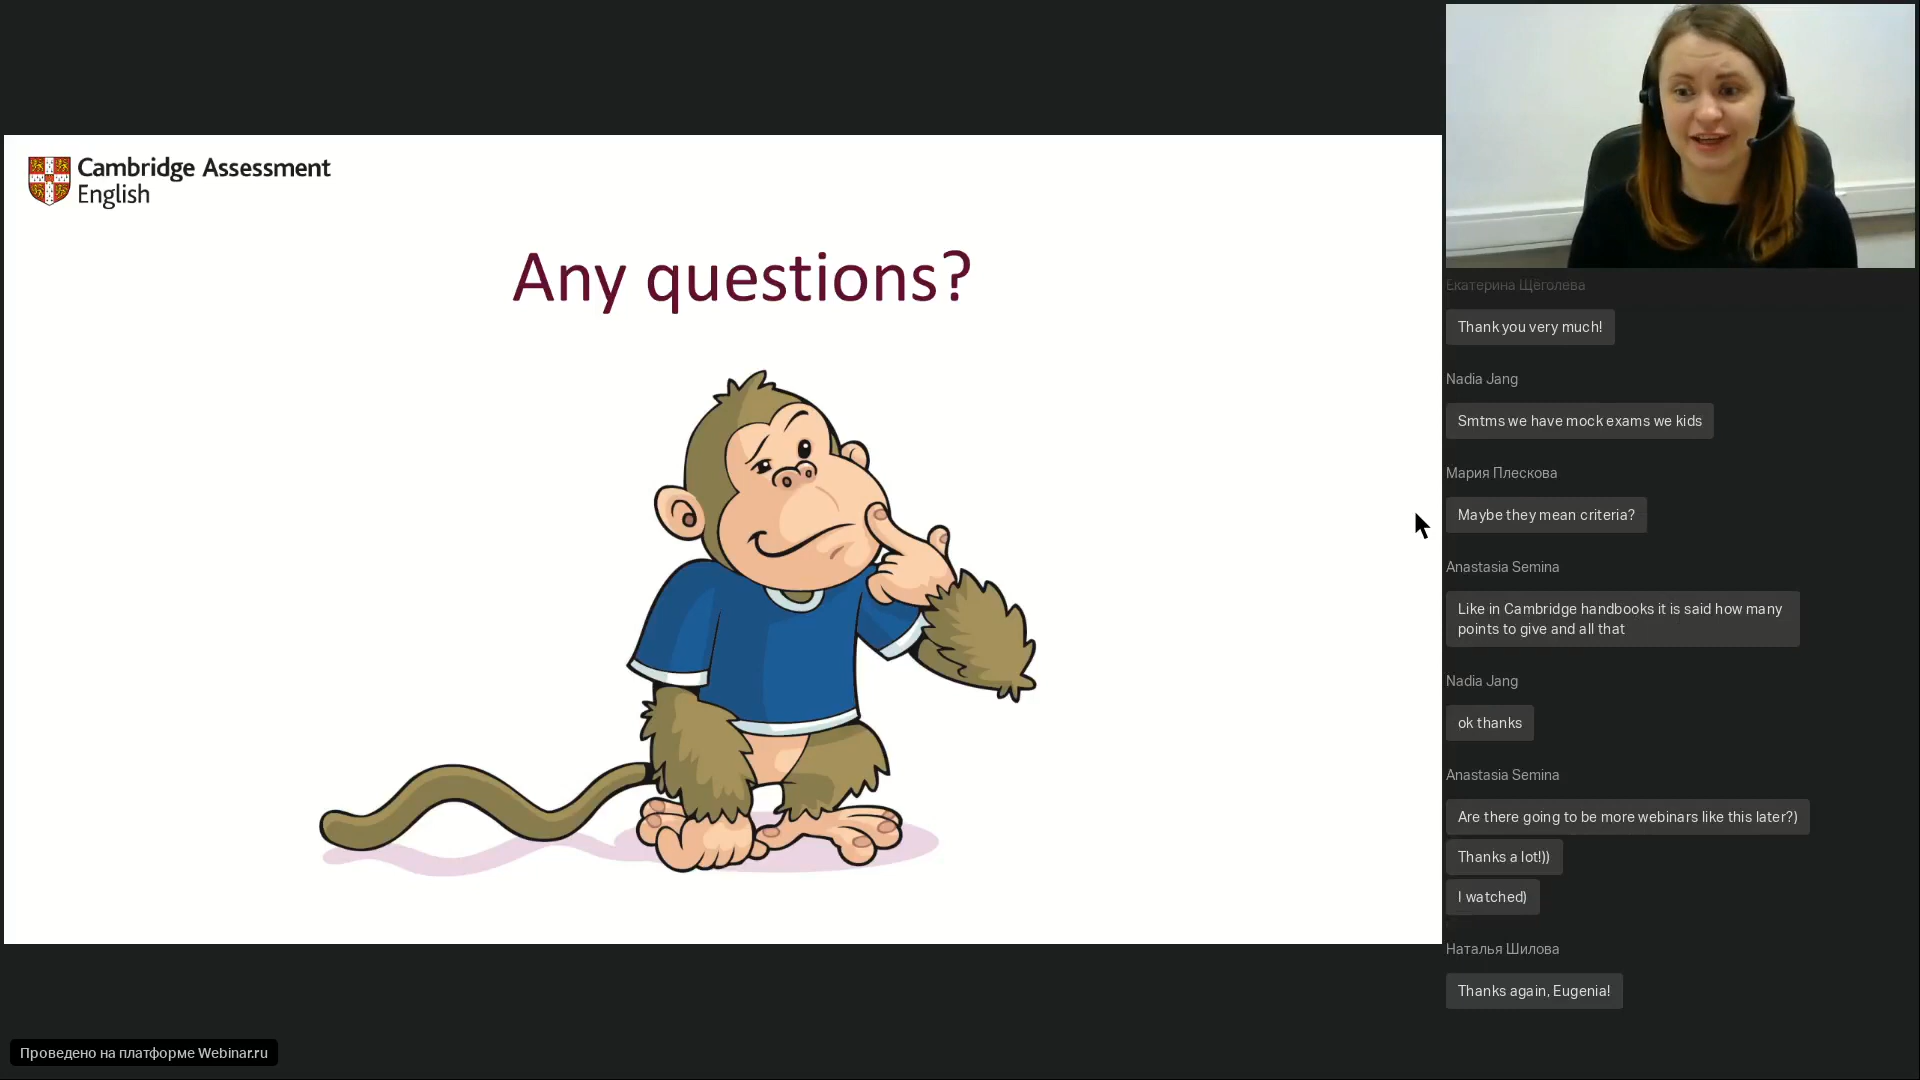 Cambridge Assessment
English
Any questions?
Екатерина Щёголева
Thank you very much!
Nadia Jang
Smtms we have mock exams we kids
Мария Плескова
Maybe they mean criteria?
Anastasia Semina
Like in Cambridge handbooks it is said how many
points to give and all that
Nadia Jang
ok thanks
Anastasia Semina
Are there going to be more webinars like this later?)
Thanks a lot!))
I watched)
Наталья Шилова
Thanks again, Eugenia!
Проведено на платформе Webinar.ru